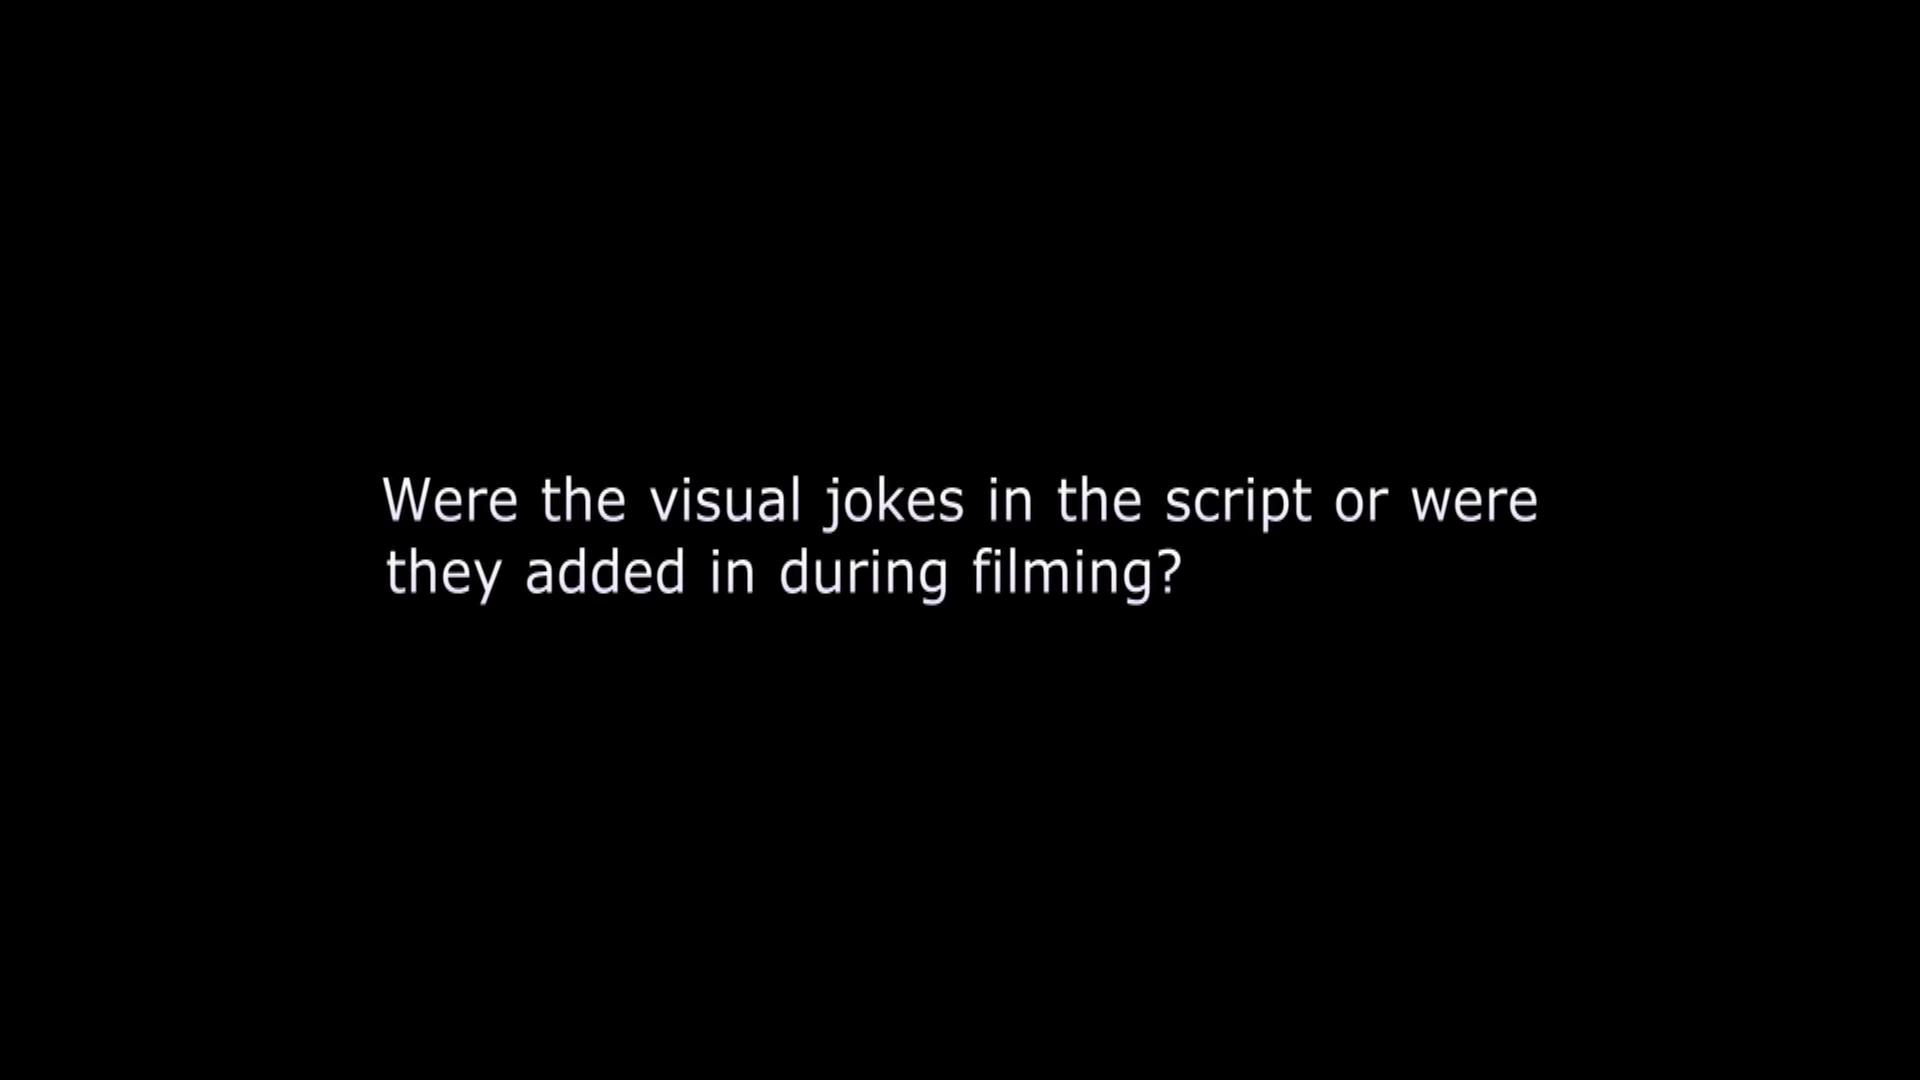 Were the visual jokes in the script or were
they added in during filming?